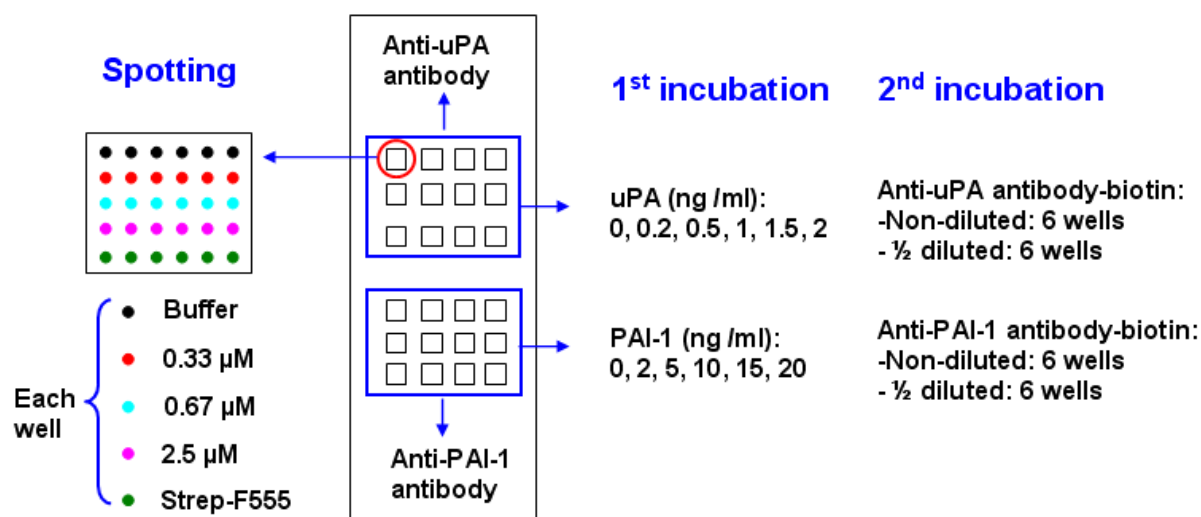 Spotting
Buffer
0.33 µM
0.67 µM
2.5 µM
Strep-F555
Each
well
Anti-uPA
antibody
Anti-PAI-1
antibody
1st incubation
uPA (ng /ml):
0, 0.2, 0.5, 1, 1.5, 2
PAI-1 (ng /ml):
0, 2, 5, 10, 15, 20
2nd incubation
Anti-uPA antibody-biotin:
-Non-diluted: 6 wells
- ½ diluted: 6 wells
Anti-PAI-1 antibody-biotin:
-Non-diluted: 6 wells
- ½ diluted: 6 wells